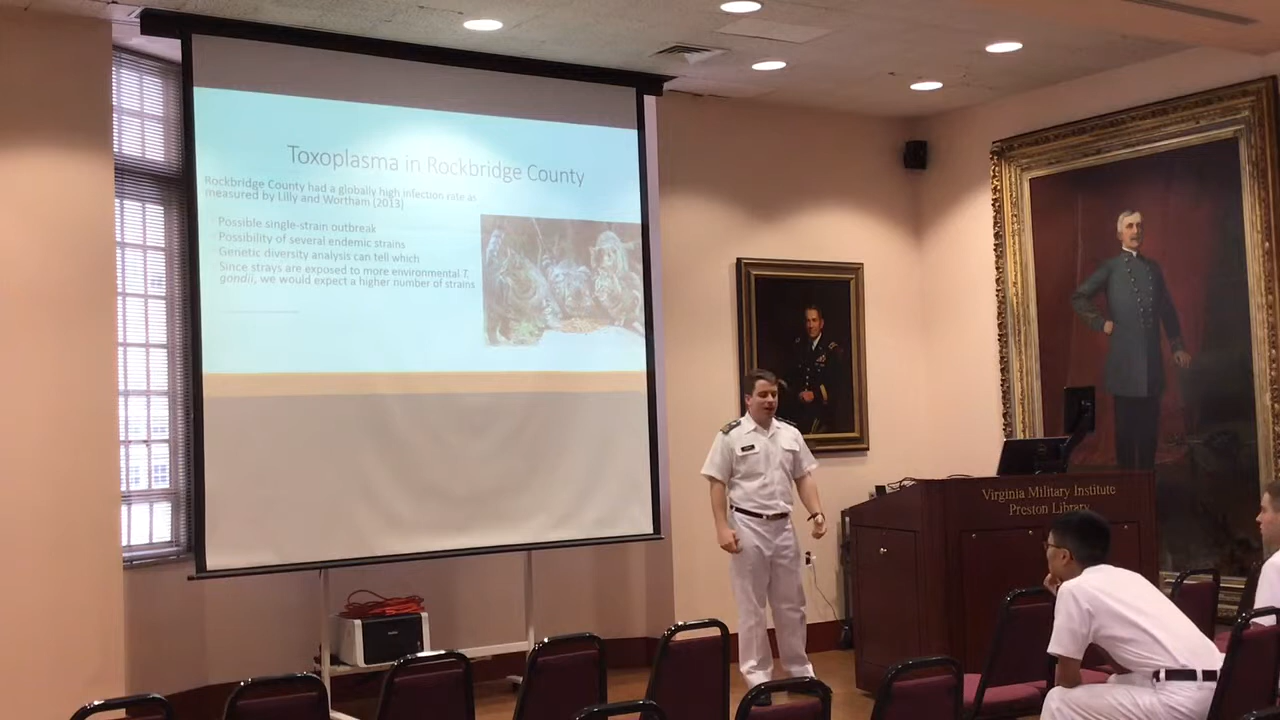 Toxoplasma in Rockbridge County
Rockbridge County had a globally high infection rate as
measured by Lilly and Wortham (2013)
Possible single-strain outbreak
Possibility of several endemic strains
Genetic diversity analysis can tell which
Since strays are exposed to more environmental T.
gondii, we would expect a higher number of strains
Virginia Military Institute
Preston Library